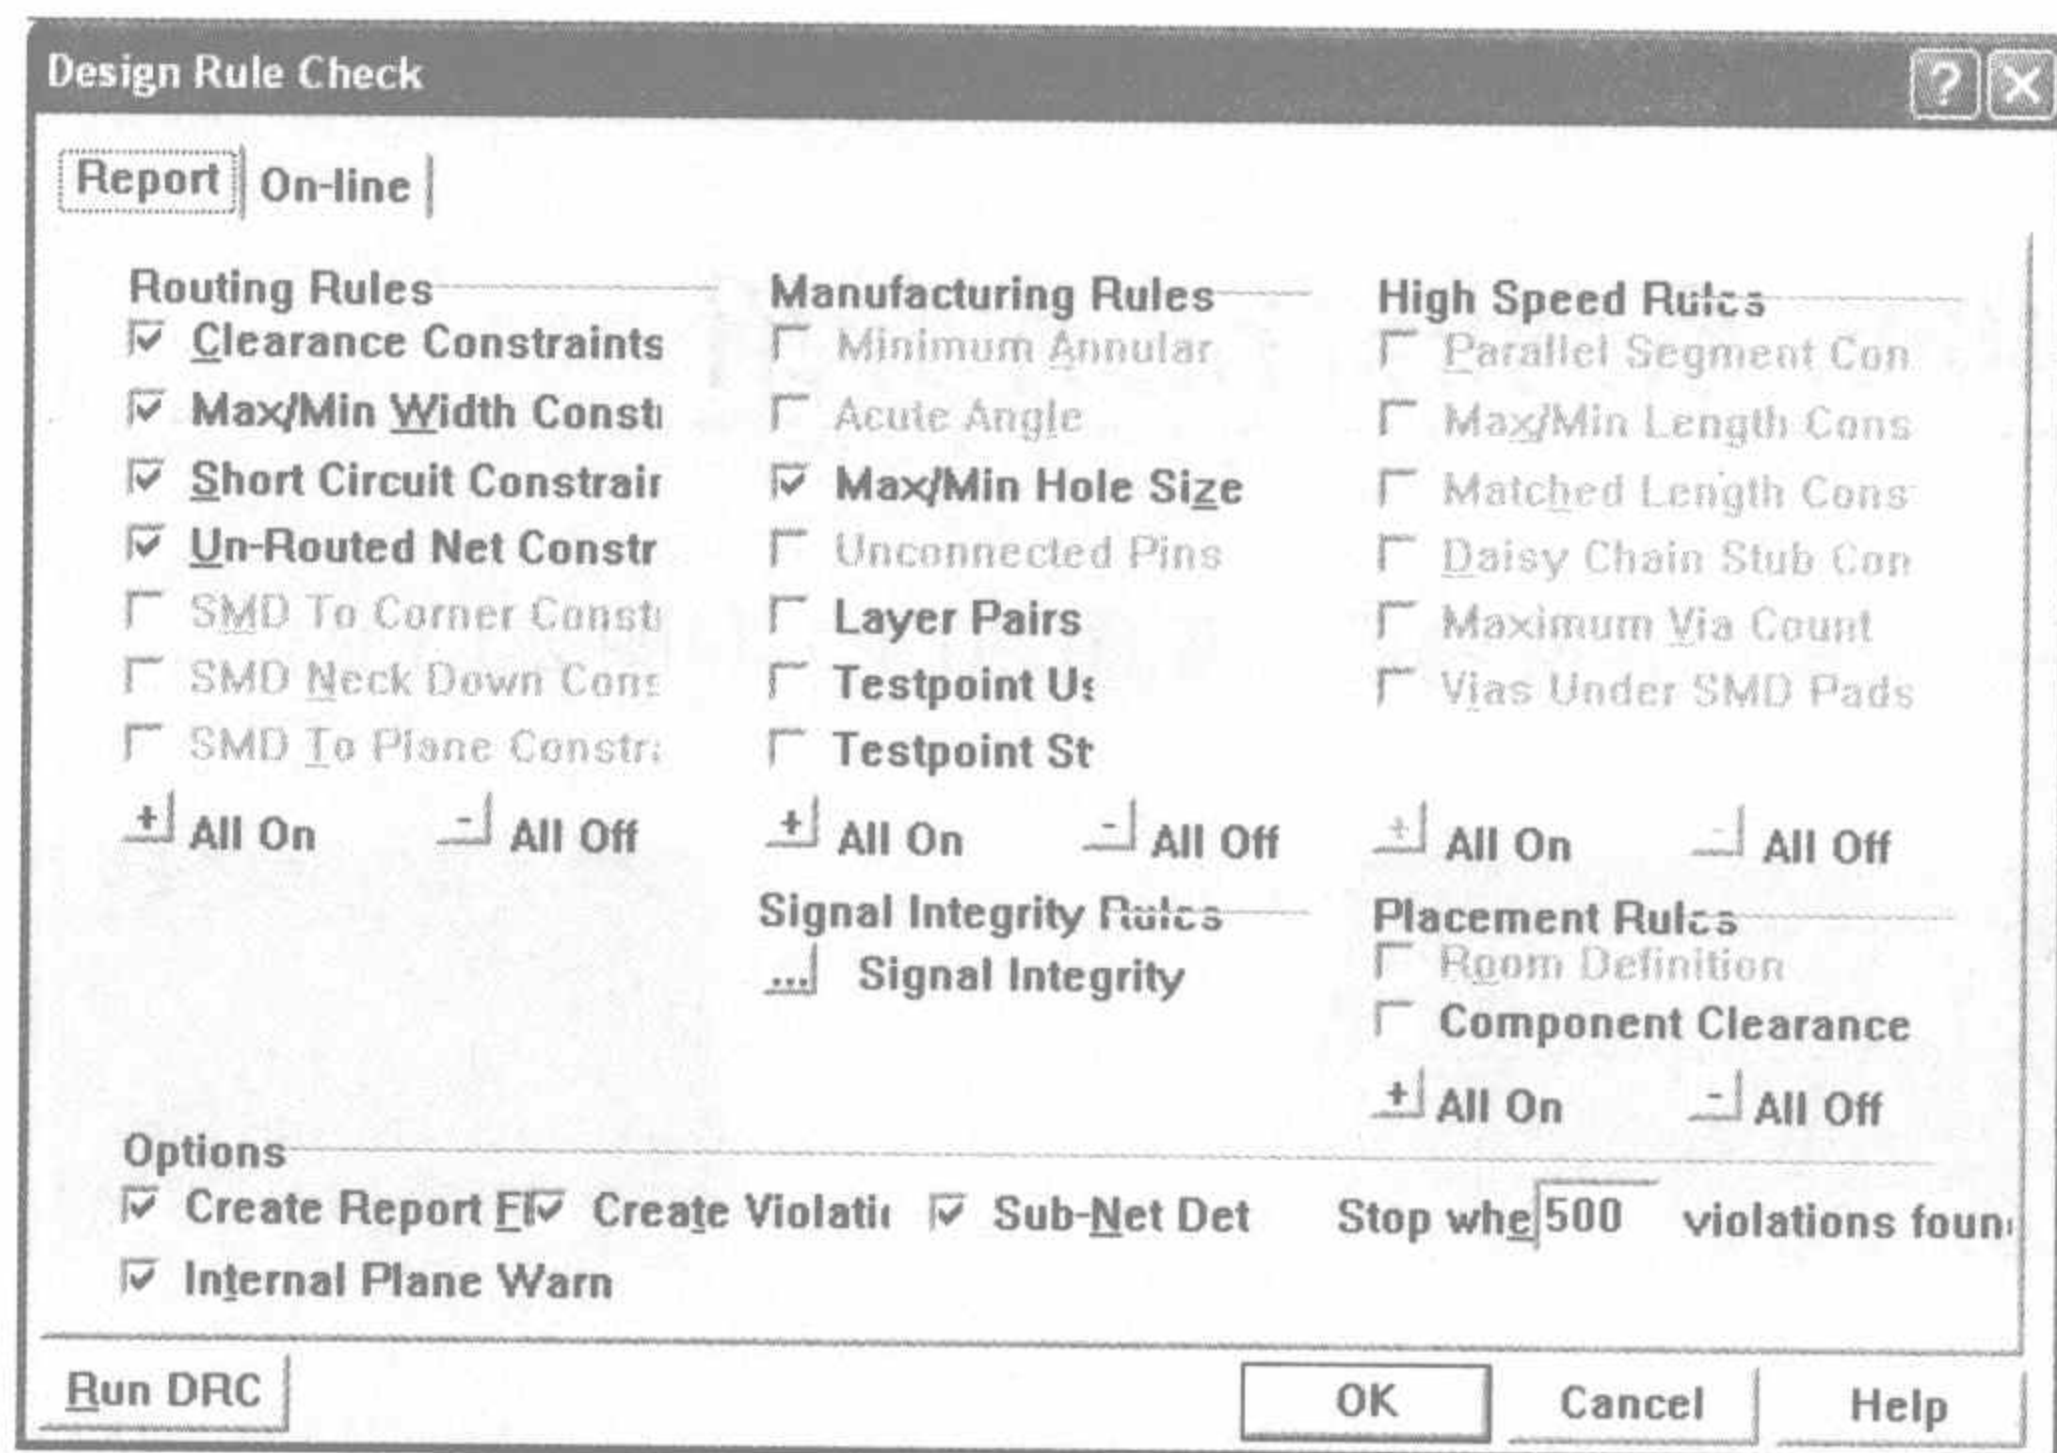 Design Rule Check
Report On-line
Routing Rules
Clearance Constraints
Max/Min Width Consti
Short Circuit Constrair
Un-Routed Net Constr
SMD To Corner Consti
SMD Neck Down Cons
SMD To Plane Constra
+ All On - All Off
Manufacturing Rules
Minimum Annular
Acute Angle
Max/Min Hole Size
Unconnected Pins
Layer Pairs
Testpoint Us
Testpoint St
+ All On - All Off
Signal Integrity Rules
... Signal Integrity
High Speed Rules
Parallel Segment Con
Max/Min Length Cons
Matched Length Cons
Daisy Chain Stub Con
Maximum Via Count
Vias Under SMD Pads
+ All On - All Off
Placement Rules
Room Definition
Component Clearance
+ All On - All Off
Options
Create Report Fi Create Violati Sub-Net Det Stop whe 500 violations foun
Internal Plane Warn
Run DRC OK Cancel Help